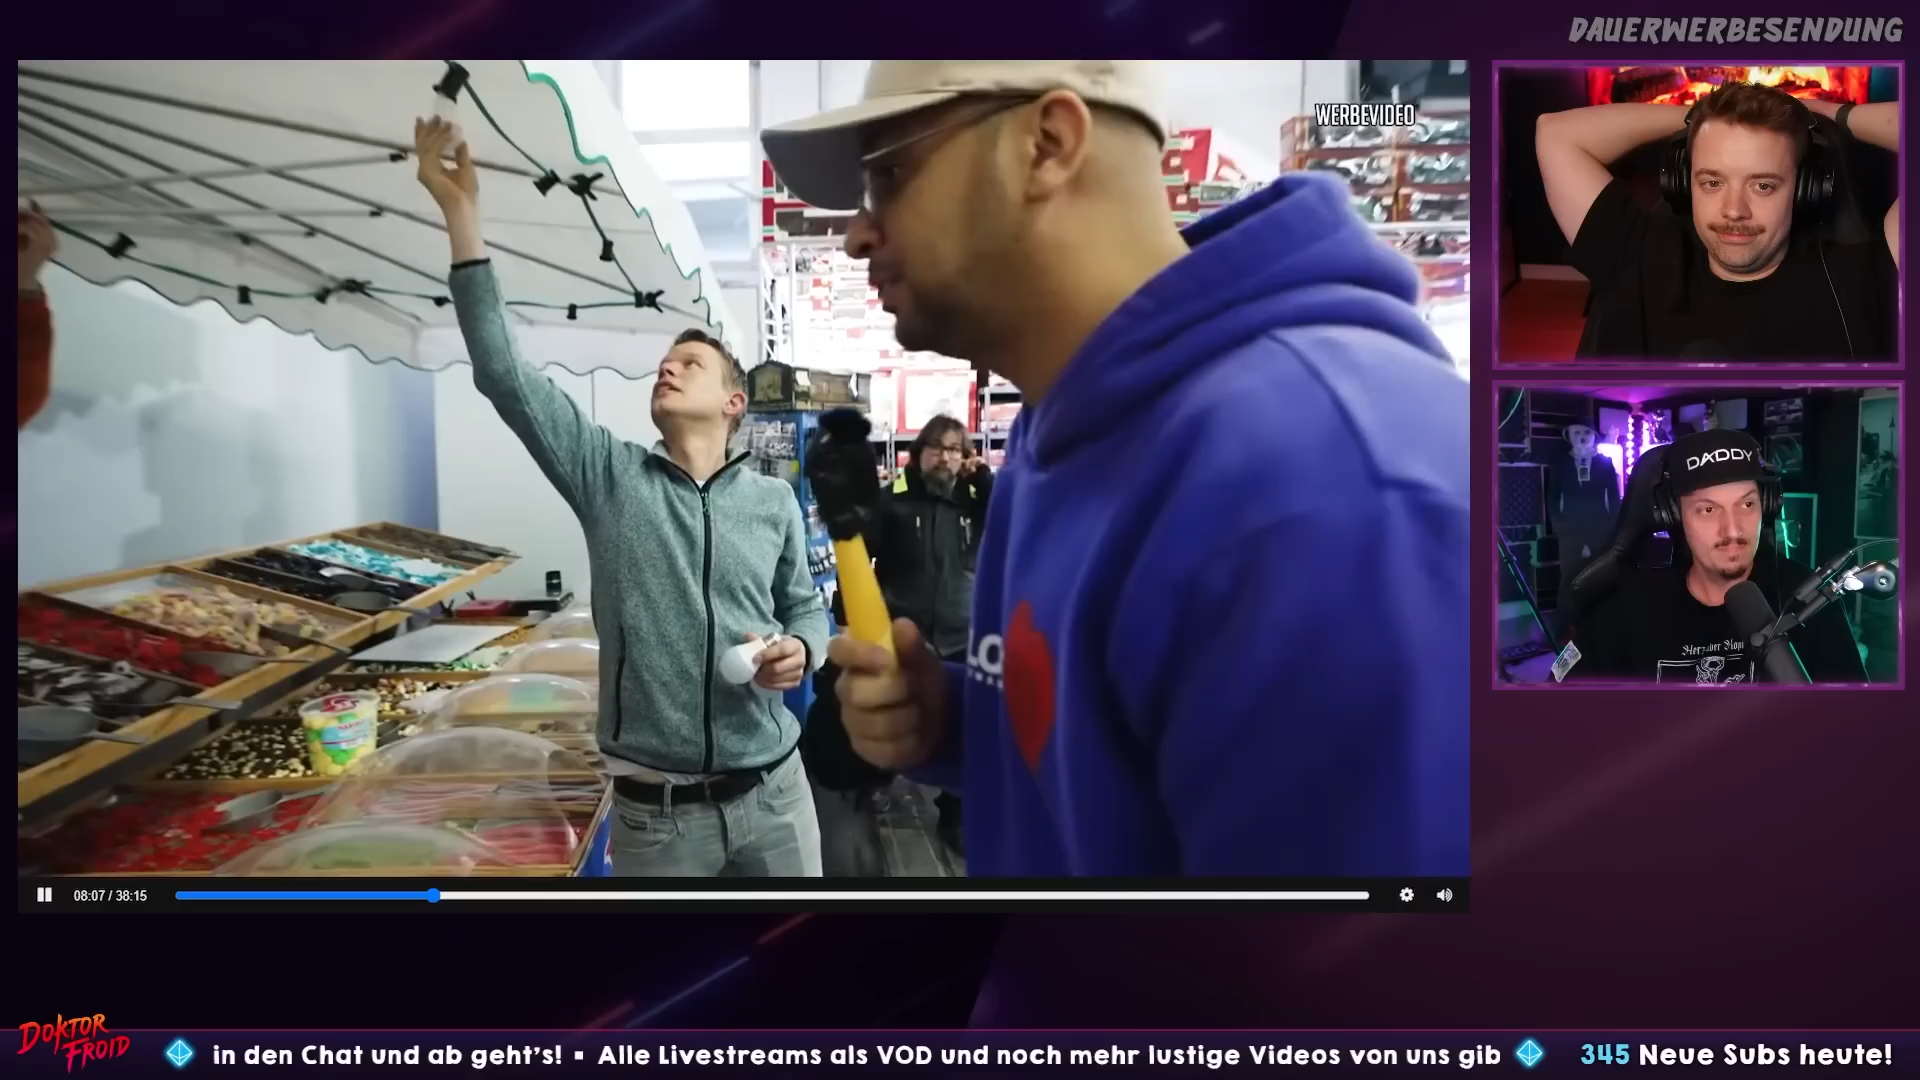 DAUERWERBESENDUNG
WERBEVIDEO
DADDY
LO
08:07 / 38:15
DOKTOR
FROID
in den Chat und ab geht's! ▪ Alle Livestreams als VOD und noch mehr lustige Videos von uns gib
345 Neue Subs heute!